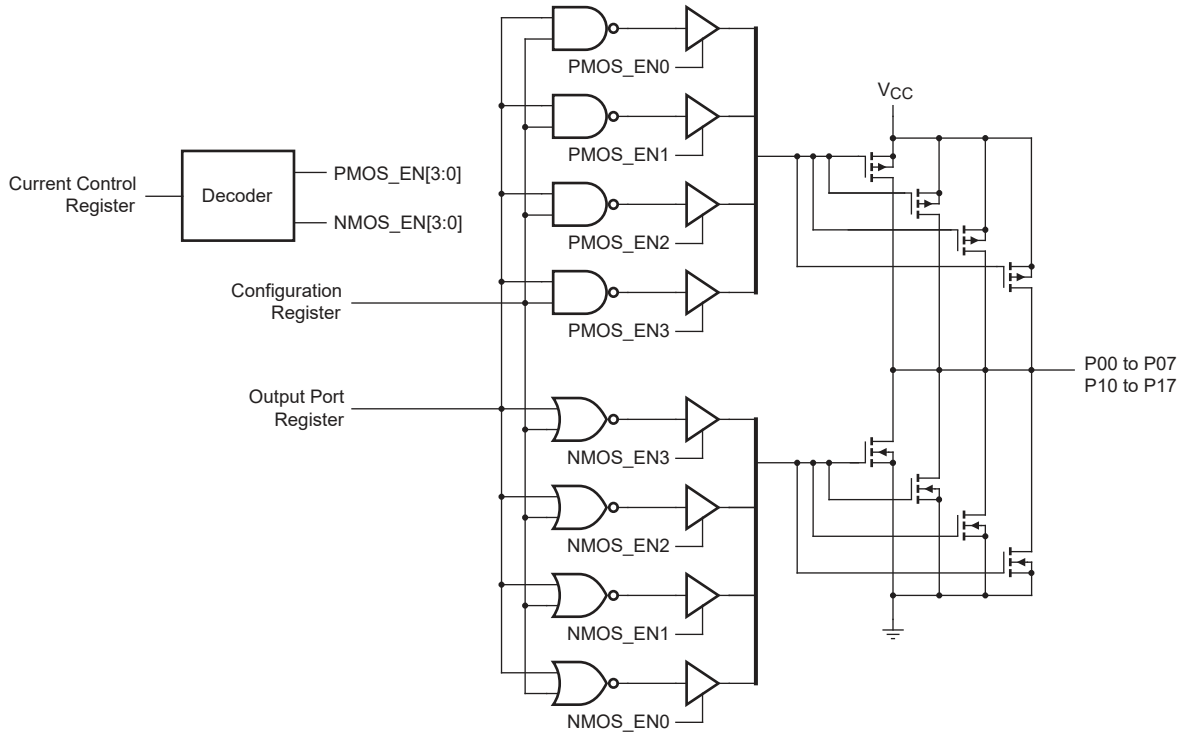 PMOS_EN0
PMOS_EN1
PMOS_EN2
PMOS_EN3
Current Control
Register
Decoder
PMOS_EN[3:0]
NMOS_EN[3:0]
Configuration
Register
Output Port
Register
NMOS_EN3
NMOS_EN2
NMOS_EN1
NMOS_EN0
VCC
P00 to P07
P10 to P17